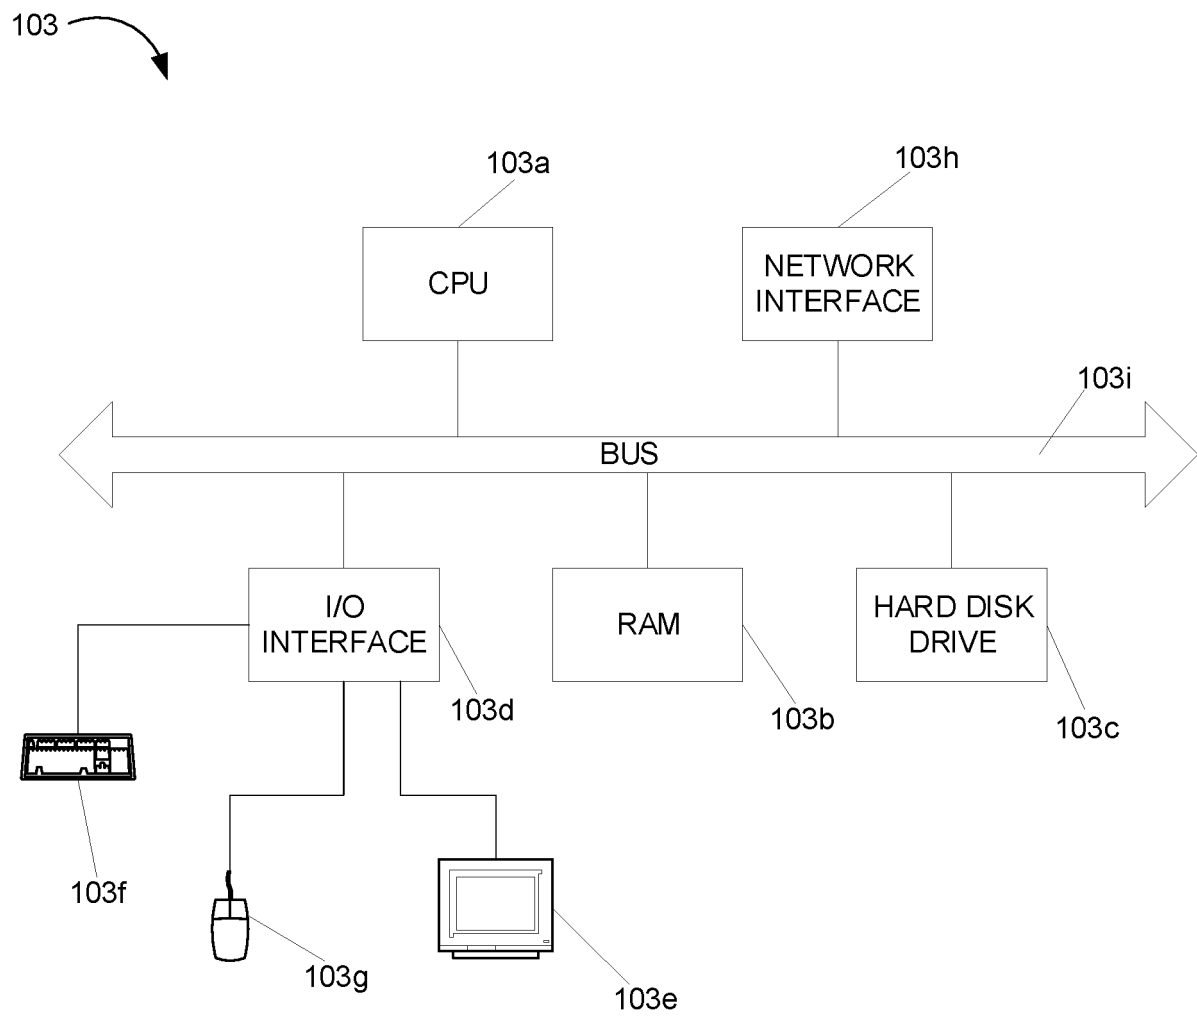 103
103a
103h
CPU
NETWORK
INTERFACE
103i
BUS
I/O
INTERFACE
RAM
HARD DISK
DRIVE
103d
103b
103c
103f
103g
103e